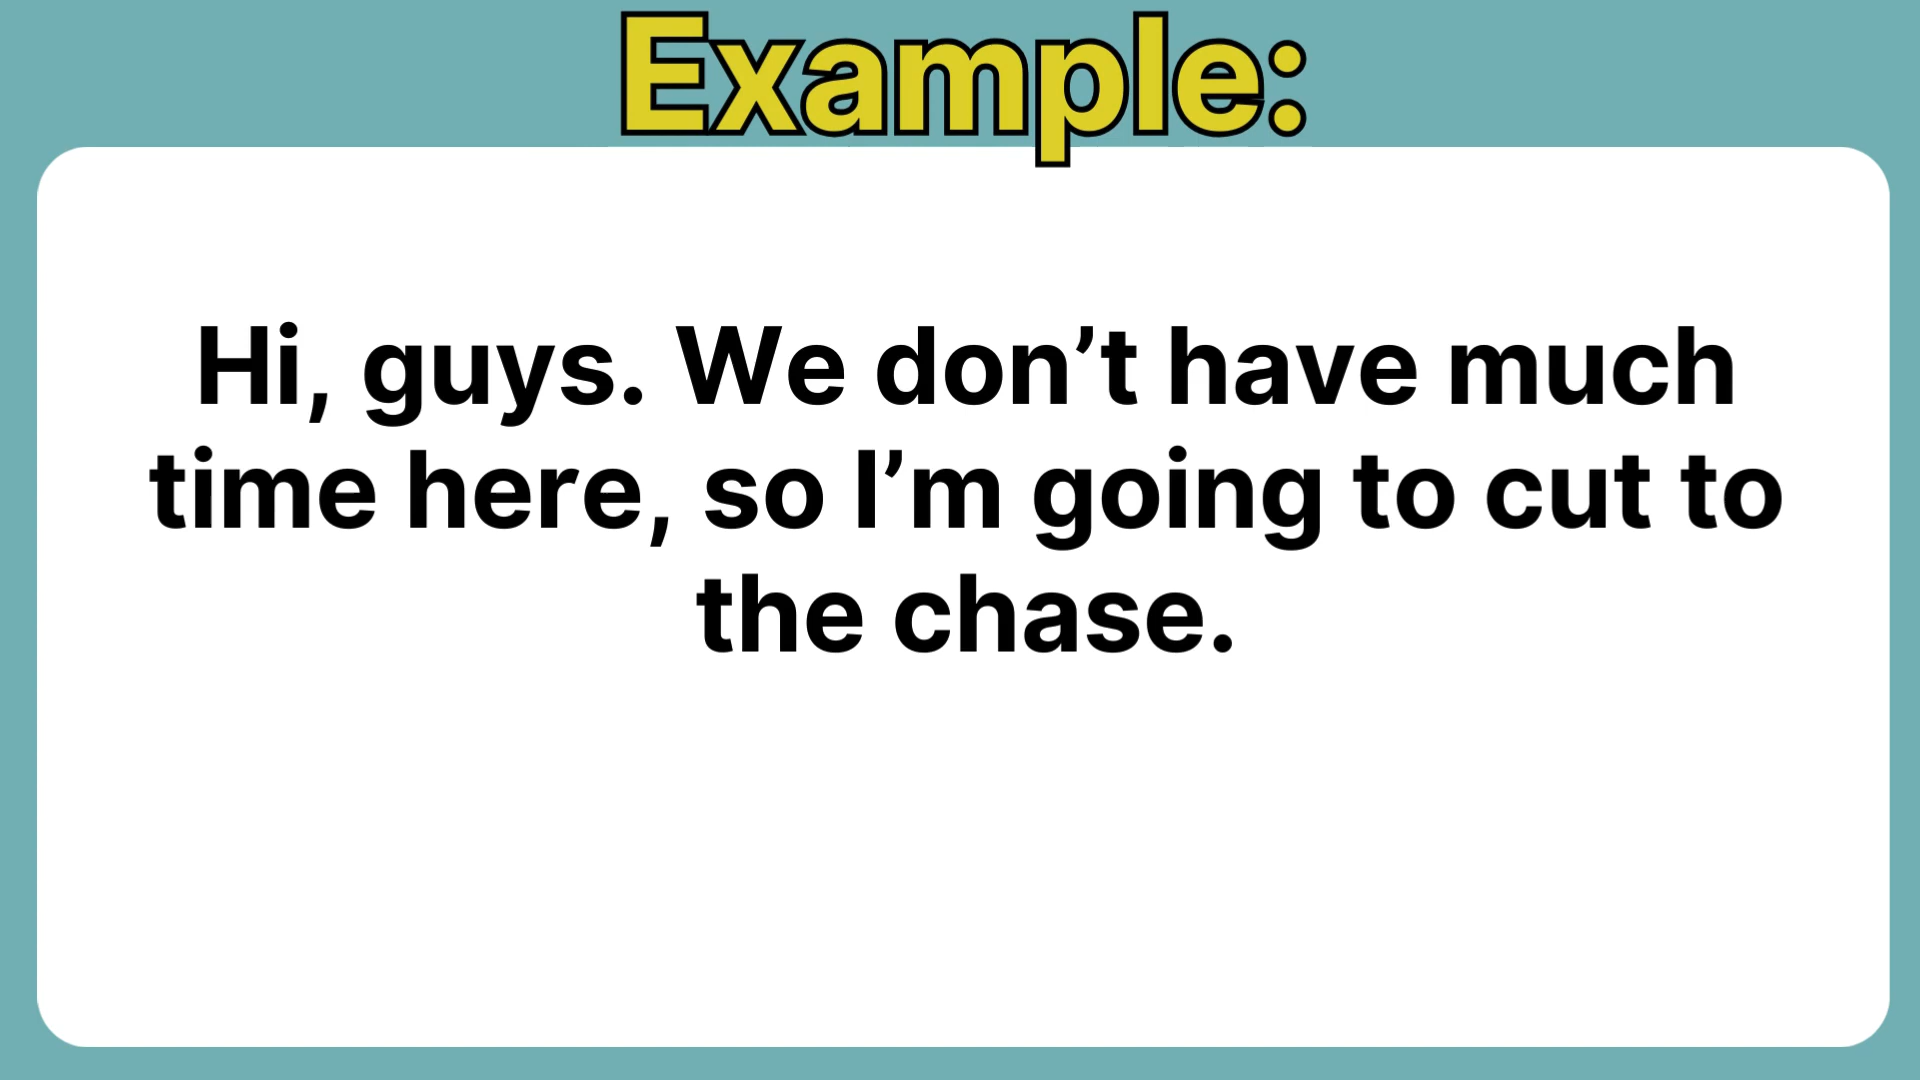 Example:
Hi, guys. We don’t have much
time here, so I’m going to cut to
the chase.